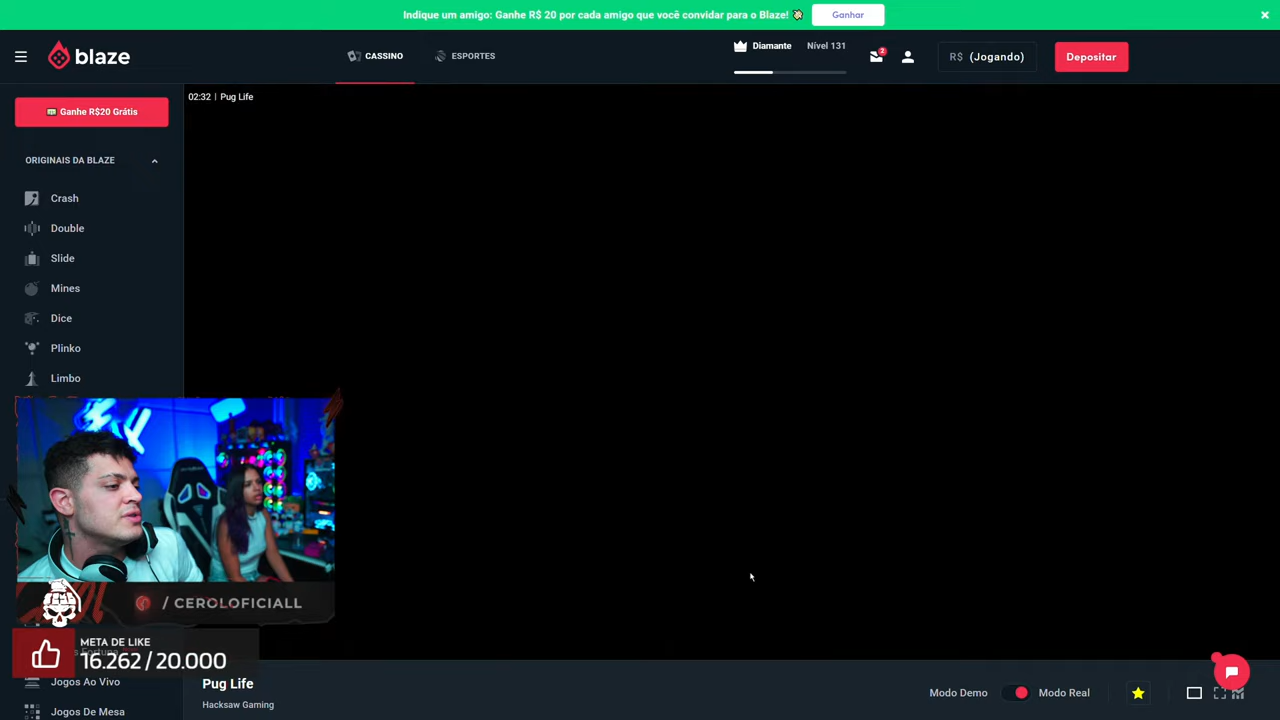 Indique um amigo: Ganhe R$ 20 por cada amigo que você convidar para o Blaze! 💸 Ganhar
blaze
CASSINO
ESPORTES
Diamante Nível 131
2
R$ (Jogando)
Depositar
Ganhe R$20 Grátis
02:32 | Pug Life
ORIGINAIS DA BLAZE
Crash
Double
Slide
Mines
Dice
Plinko
Limbo
/ CEROLOFICIALL
META DE LIKE
16.262 / 20.000
Jogos Ao Vivo
Jogos De Mesa
Pug Life
Hacksaw Gaming
Modo Demo
Modo Real